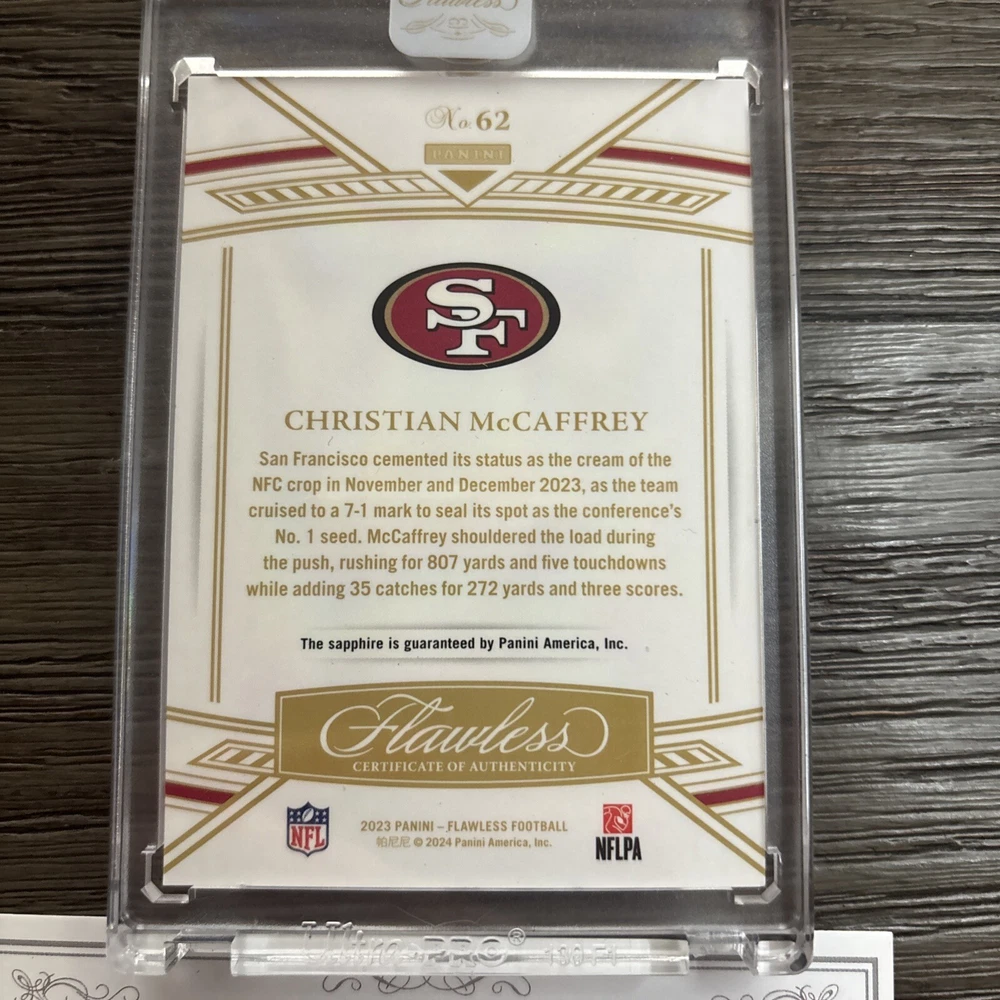 Flawless
No. 62
PANINI
SF
CHRISTIAN McCAFFREY
San Francisco cemented its status as the cream of the
NFC crop in November and December 2023, as the team
cruised to a 7-1 mark to seal its spot as the conference's
No. 1 seed. McCaffrey shouldered the load during
the push, rushing for 807 yards and five touchdowns
while adding 35 catches for 272 yards and three scores.
The sapphire is guaranteed by Panini America, Inc.
Flawless
CERTIFICATE OF AUTHENTICITY
NFL
2023 PANINI – FLAWLESS FOOTBALL
帕尼尼 © 2024 Panini America, Inc.
NFLPA
Ultra PRO®